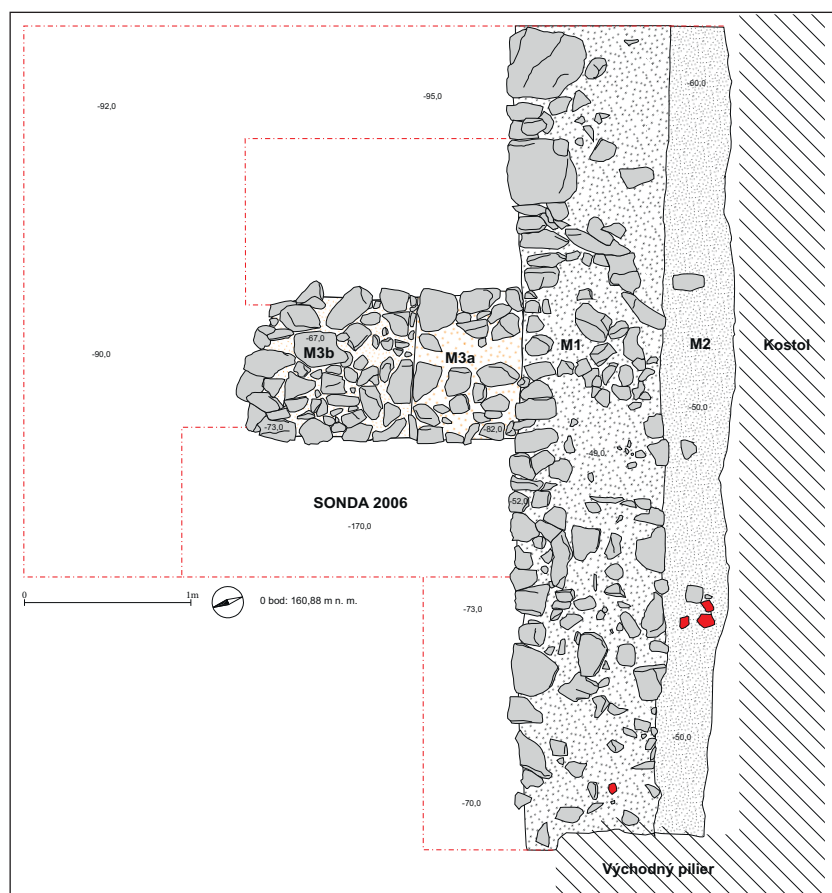 -60,0
-95,0
-92,0
-67,0
M3b
M3a
M1
M2
Kostol
-90,0
-50,0
-73,0
-82,0
-49,0
SONDA 2006
-52,0
-170,0
0
1m
0 bod: 160,88 m n. m.
-73,0
-50,0
-70,0
Východný pilier